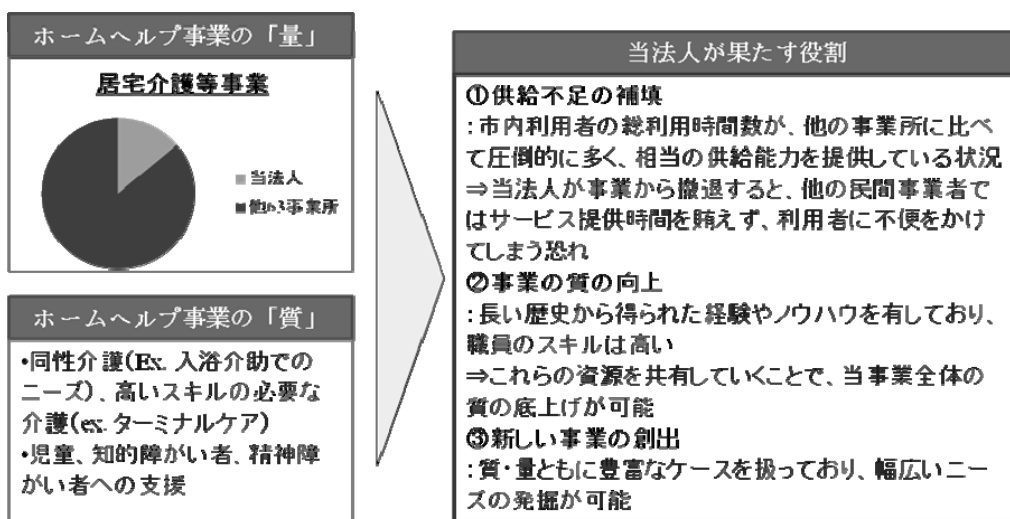 ホームヘルプ事業の「量」
居宅介護等事業
当法人
他63事業所
ホームヘルプ事業の「質」
•同性介護(Ex. 入浴介助での
ニーズ)、高いスキルの必要な
介護(ex. ターミナルケア)
•児童、知的障がい者、精神障
がい者への支援
当法人が果たす役割
①供給不足の補填
:市内利用者の総利用時間数が、他の事業所に比べ
て圧倒的に多く、相当の供給能力を提供している状況
⇒当法人が事業から撤退すると、他の民間事業者で
はサービス提供時間を賄えず、利用者に不便をかけ
てしまう恐れ
②事業の質の向上
:長い歴史から得られた経験やノウハウを有しており、
職員のスキルは高い
⇒これらの資源を共有していくことで、当事業全体の
質の底上げが可能
③新しい事業の創出
:質・量ともに豊富なケースを扱っており、幅広いニー
ズの発掘が可能